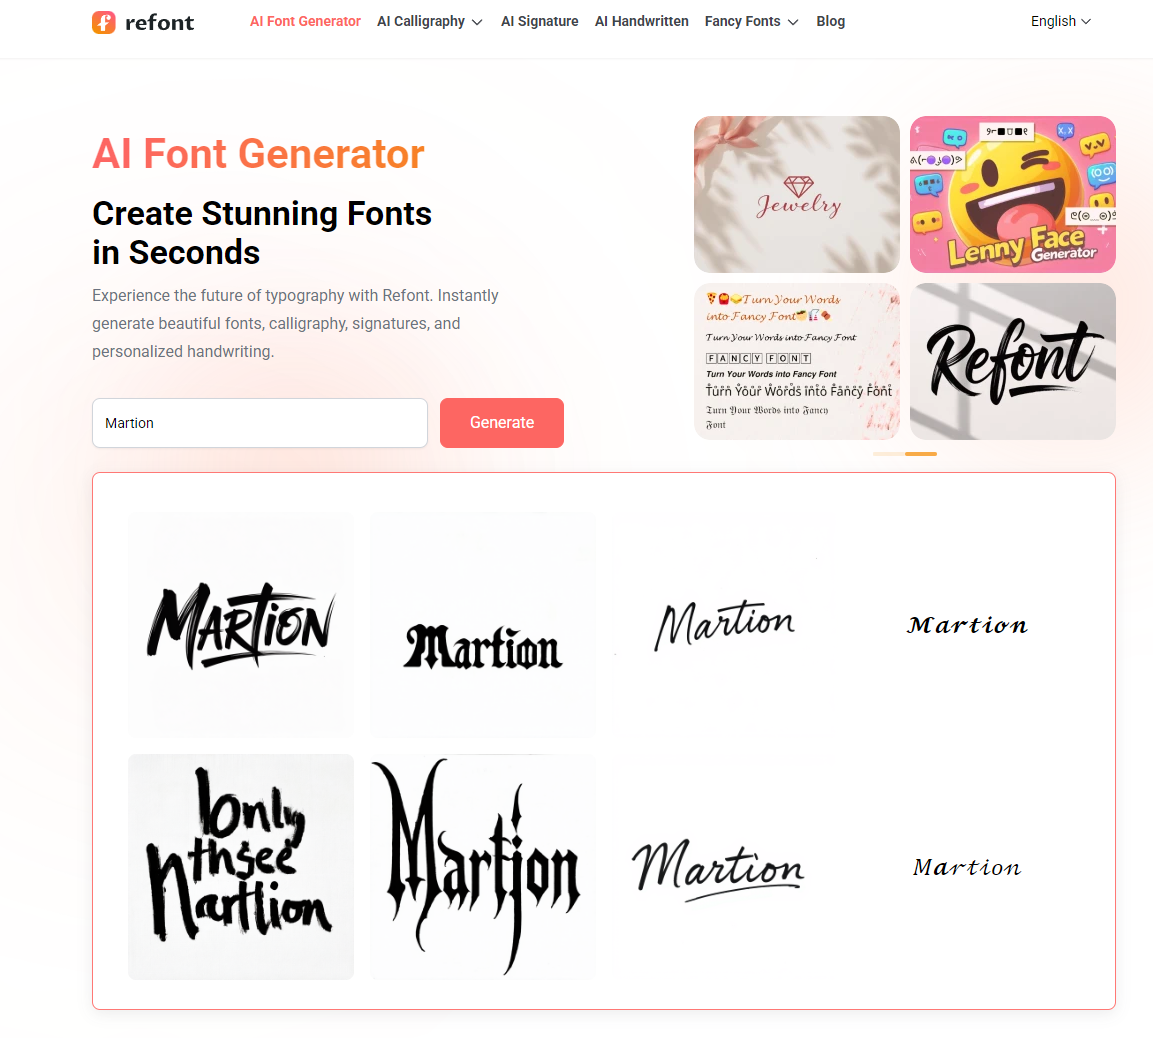 refont
AI Font Generator
AI Calligraphy
AI Signature
AI Handwritten
Fancy Fonts
Blog
English
AI Font Generator
Create Stunning Fonts
in Seconds
Experience the future of typography with Refont. Instantly
generate beautiful fonts, calligraphy, signatures, and
personalized handwriting.
Martion
Generate
Jewelry
Lenny Face
Generator
🍕🍟🌮𝓣𝓾𝓻𝓷 𝓨𝓸𝓾𝓻 𝓦𝓸𝓻𝓭𝓼
𝓲𝓷𝓽𝓸 𝓕𝓪𝓷𝓬𝔂 𝓕𝓸𝓷𝓽
Turn Your Words into Fancy Font
🄵🄰🄽🄲🅈 🄵🄾🄽🅃
Turn Your Words into Fancy Font
Turn Your Words into Fancy Font
𝔗𝔲𝔯𝔫 𝔜𝔬𝔲𝔯 𝔚𝔬𝔯𝔡𝔰 𝔦𝔫𝔱𝔬 𝔉𝔞𝔫𝔠𝔶
𝔉𝔬𝔫𝔱
Refont
MARTION
Martion
Martion
Martion
only
Martjon
Martion
Martion